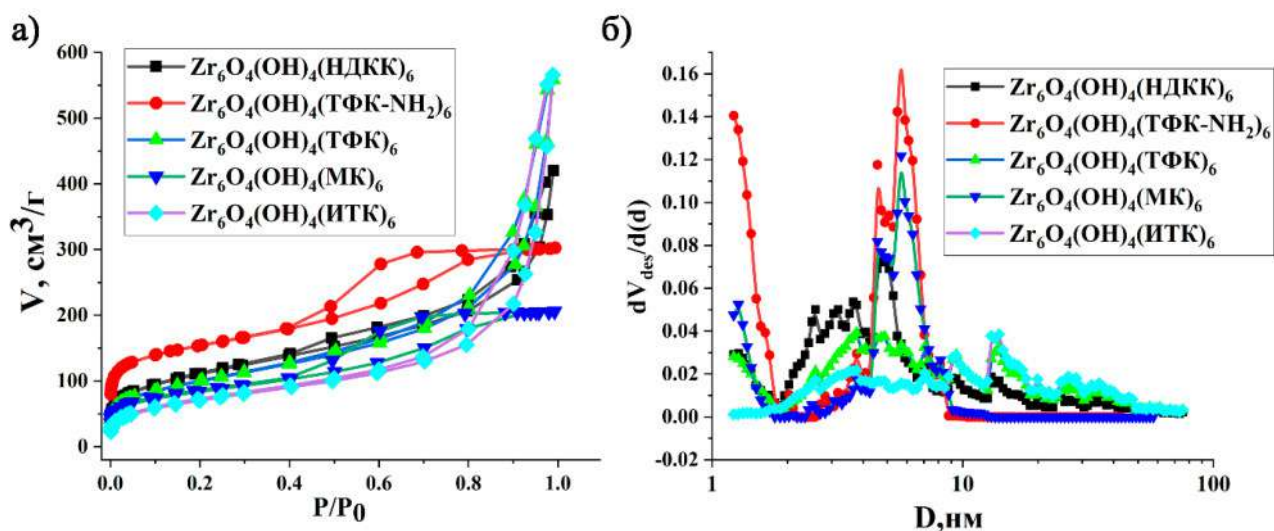 а)
600
500
400
300
200
100
0
V, см³/г
0.0
0.2
0.4
0.6
0.8
1.0
P/P₀
Zr₆O₄(OH)₄(НДКК)₆
Zr₆O₄(OH)₄(ТФК-NH₂)₆
Zr₆O₄(OH)₄(ТФК)₆
Zr₆O₄(OH)₄(МК)₆
Zr₆O₄(OH)₄(ИТК)₆
б)
0.16
0.14
0.12
0.10
0.08
0.06
0.04
0.02
0.00
-0.02
dV_des/d(d)
1
10
100
D,нм
Zr₆O₄(OH)₄(НДКК)₆
Zr₆O₄(OH)₄(ТФК-NH₂)₆
Zr₆O₄(OH)₄(ТФК)₆
Zr₆O₄(OH)₄(МК)₆
Zr₆O₄(OH)₄(ИТК)₆